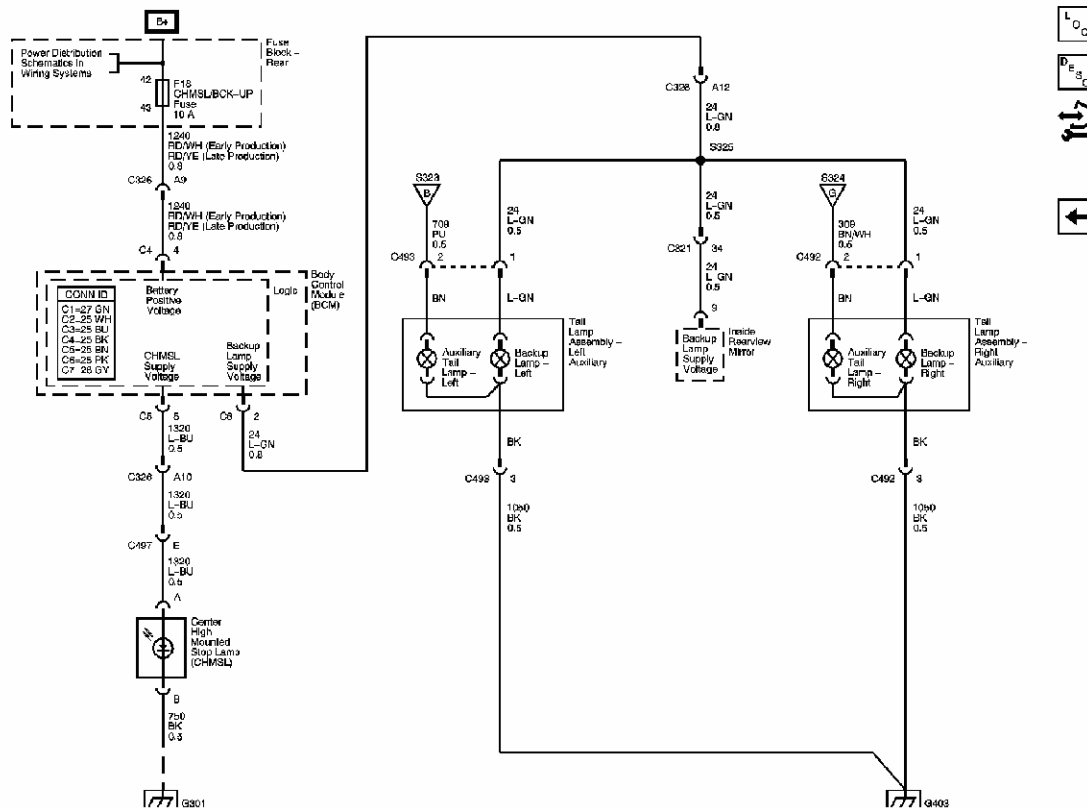 B+
Power Distribution
Schematics In
Wiring Systems
Fuse
Block –
Rear
42
43
F18
CHMSL/BCK–UP
Fuse
10 A
1240
RD/WH (Early Production)
RD/YE (Late Production)
0.8
C326 A9
1240
RD/WH (Early Production)
RD/YE (Late Production)
0.8
C4 4
CONN ID
C1=27 GN
C2=25 WH
C3=25 BU
C4=25 BK
C5=25 BN
C6=25 PK
C7 26 GY
Battery
Positive
Voltage
Logic
Body
Control
Module
(BCM)
CHMSL
Supply
Voltage
Backup
Lamp
Supply
Voltage
5
2
1320
L–BU
0.5
24
L–GN
0.8
C326 A10
1320
L–BU
0.5
C497 E
1320
L–BU
0.5
A
Center
High
Mounted
Stop Lamp
(CHMSL)
B
750
BK
G301
C326 A12
24
L–GN
0.8
S325
S323
B
709
PU
0.5
24
L–GN
0.5
C493 2
1
BN
L–GN
Auxiliary
Tail
Lamp –
Left
Backup
Lamp –
Left
Tail
Lamp
Assembly –
Left
Auxiliary
BK
C493 3
1050
BK
0.5
24
L–GN
0.5
C321 34
24
L–GN
0.5
9
Backup
Lamp
Supply
Voltage
Inside
Rearview
Mirror
S324
G
309
BN/WH
0.5
24
L–GN
0.5
C492 2
1
BN
L–GN
Auxiliary
Tail
Lamp –
Right
Backup
Lamp –
Right
Tail
Lamp
Assembly –
Right
Auxiliary
BK
C492 3
1050
BK
0.5
G403